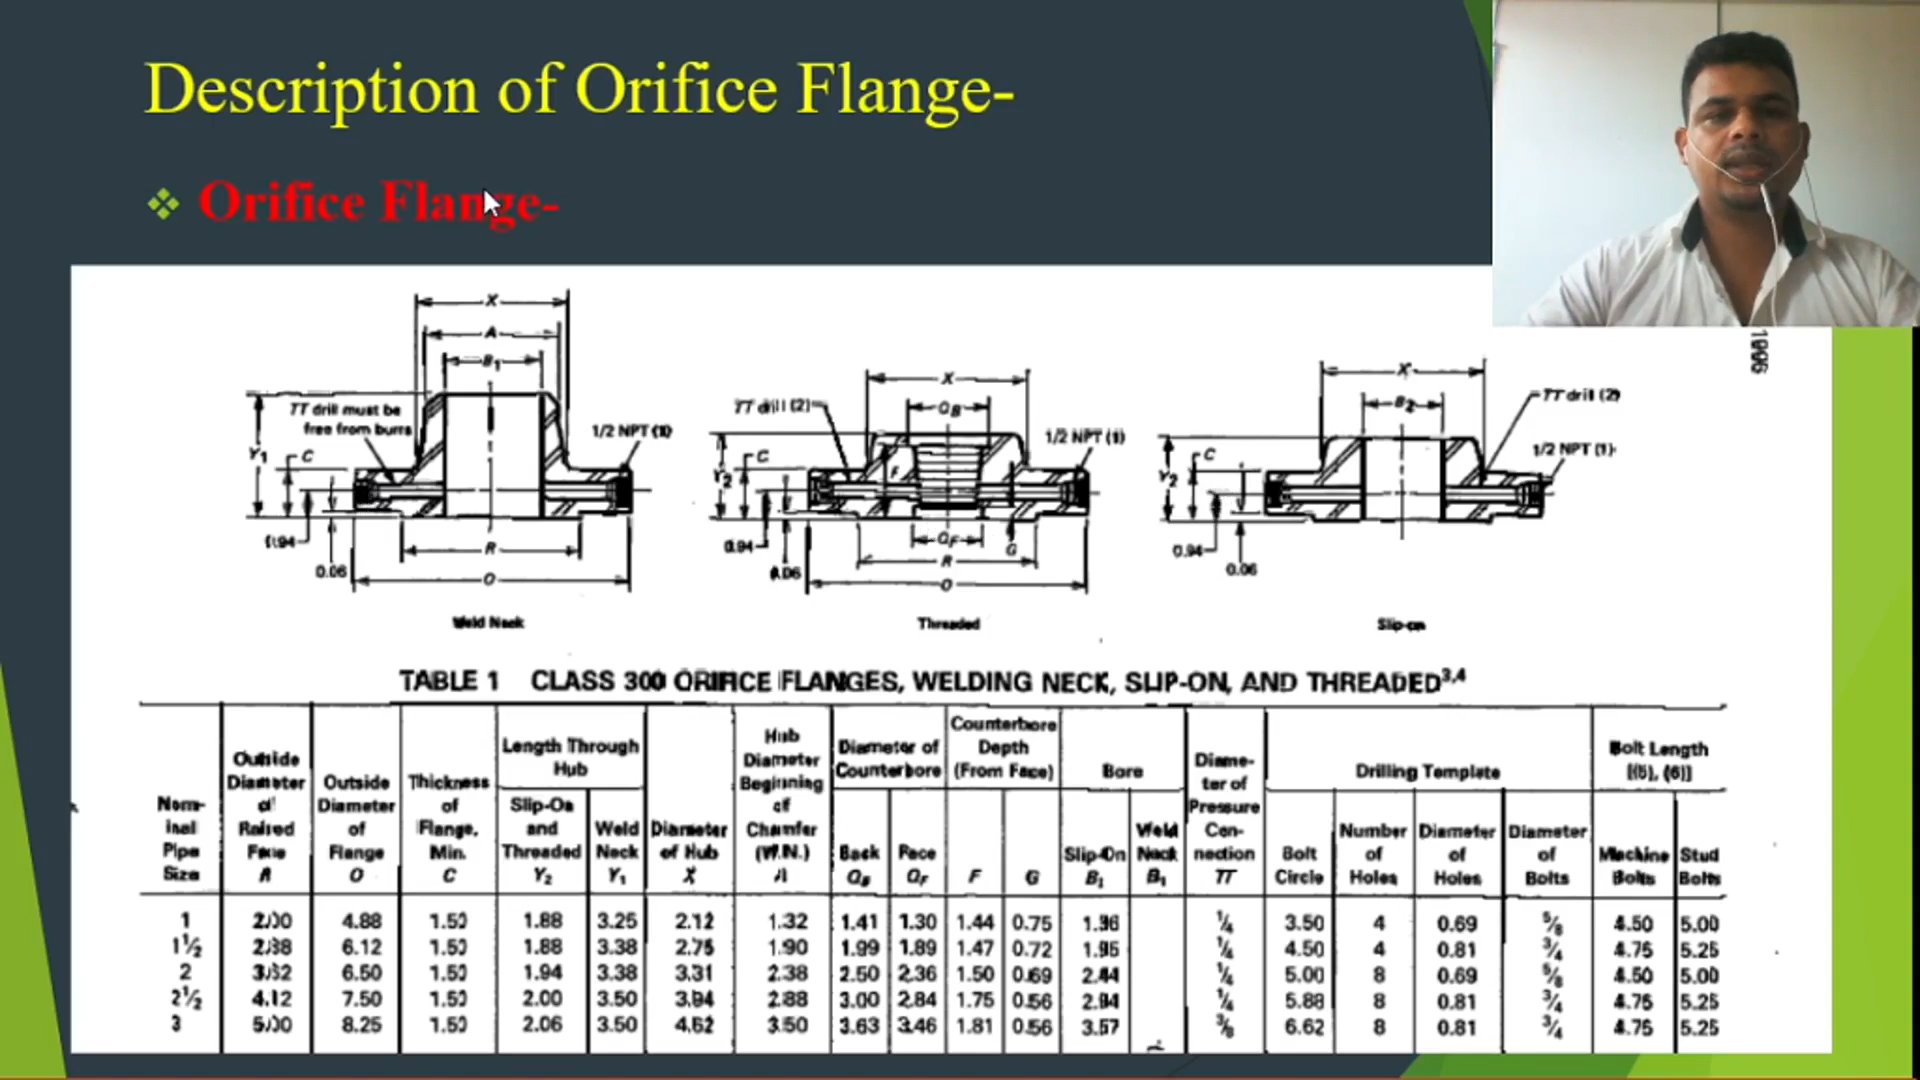 Description of Orifice Flange-
Orifice Flange-
1996
X
A
B1
TT drill must be
free from burrs
1/2 NPT (1)
Y1
C
0.94
0.06
R
O
Weld Neck
X
TT drill (2)
QB
1/2 NPT (1)
Y2
C
F
0.94
0.06
QF
G
R
O
Threaded
X
TT drill (2)
B2
1/2 NPT (1)
Y2
C
0.94
0.06
Slip-on
TABLE 1 CLASS 300 ORIFICE FLANGES, WELDING NECK, SLIP-ON, AND THREADED3,4
Nom-
inal
Pipe
Size
Outside
Diameter
of
Raised
Face
R
Outside
Diameter
of
Flange
O
Thickness
of
Flange,
Min.
C
Length Through
Hub
Slip-On
and
Threaded
Y2
Weld
Neck
Y1
Diameter
of Hub
X
Hub
Diameter
Beginning
of
Chamfer
(W.N.)
A
Diameter of
Counterbore
Back
QB
Face
QF
Counterbore
Depth
(From Face)
F
G
Bore
Slip-On
B1
Weld
Neck
B1
Diame-
ter of
Pressure
Con-
nection
TT
Drilling Template
Bolt
Circle
Number
of
Holes
Diameter
of
Holes
Diameter
of
Bolts
Bolt Length
[(5), (6)]
Machine
Bolts
Stud
Bolts
1 2.00 4.88 1.50 1.88 3.25 2.12 1.32 1.41 1.30 1.44 0.75 1.36 1/4 3.50 4 0.69 5/8 4.50 5.00
1 1/2 2.88 6.12 1.50 1.88 3.38 2.75 1.90 1.99 1.89 1.47 0.72 1.95 1/4 4.50 4 0.81 3/4 4.75 5.25
2 3.62 6.50 1.50 1.94 3.38 3.31 2.38 2.50 2.36 1.50 0.69 2.44 1/4 5.00 8 0.69 5/8 4.50 5.00
2 1/2 4.12 7.50 1.50 2.00 3.50 3.94 2.88 3.00 2.84 1.75 0.56 2.94 1/4 5.88 8 0.81 3/4 4.75 5.25
3 5.00 8.25 1.50 2.06 3.50 4.62 3.50 3.63 3.46 1.81 0.56 3.57 3/8 6.62 8 0.81 3/4 4.75 5.25